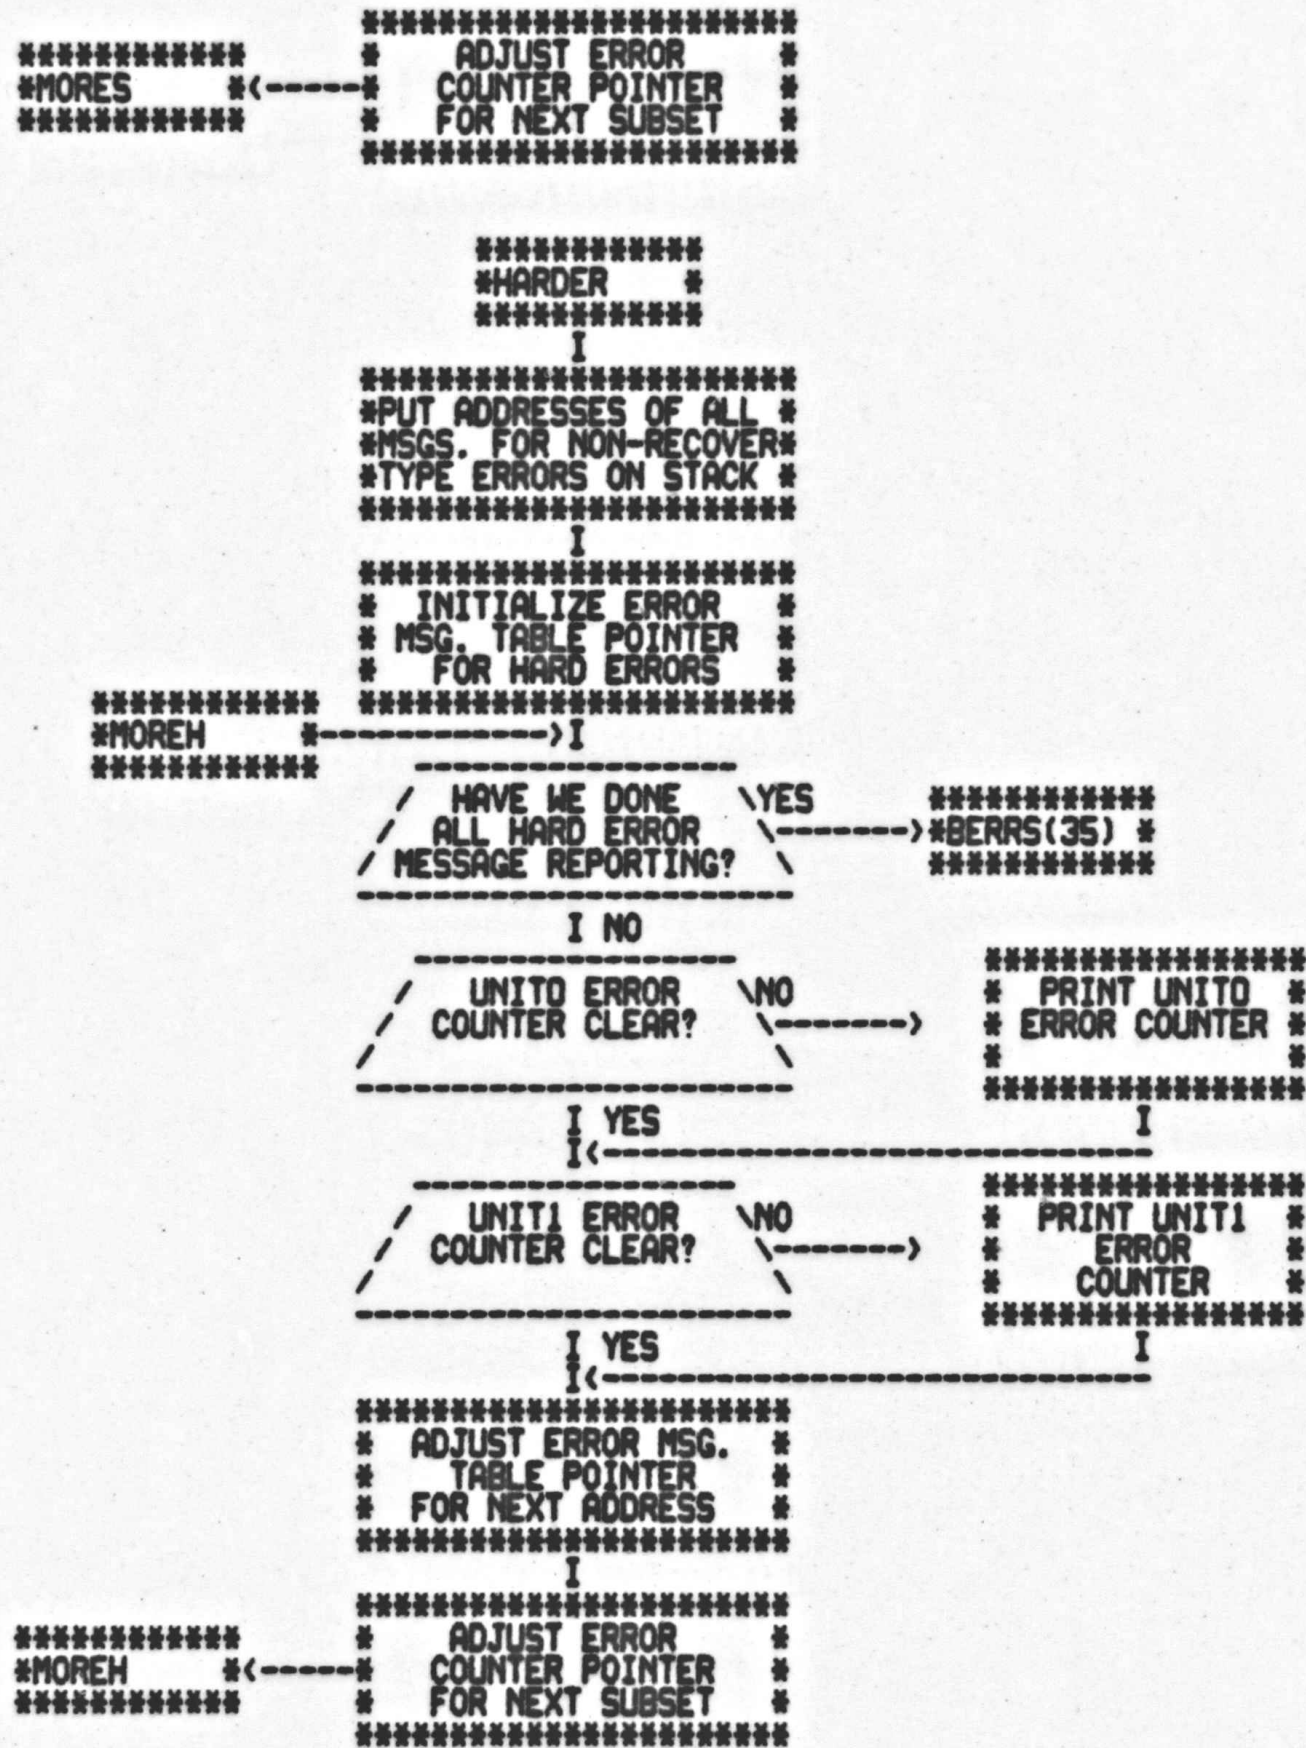 ************ ***********************
* ADJUST ERROR *
*MORES *<-----* COUNTER POINTER *
************ * FOR NEXT SUBSET *
***********************
************
*HARDER *
************
I
***********************
*PUT ADDRESSES OF ALL *
*MSGS. FOR NON-RECOVER*
*TYPE ERRORS ON STACK *
***********************
I
***********************
* INITIALIZE ERROR *
* MSG. TABLE POINTER *
* FOR HARD ERRORS *
************ ***********************
*MOREH *------------>I
************
-----------------
/ HAVE WE DONE \YES ************
/ ALL HARD ERROR \------->*BERRS(35) *
/ MESSAGE REPORTING? \ ************
-----------------------
I NO
----------------- *****************
/ UNIT0 ERROR \NO * PRINT UNIT0 *
/ COUNTER CLEAR? \-------> * ERROR COUNTER *
/ \ * *
----------------------- *****************
I YES I
I<-----------------------------
----------------- *****************
/ UNIT1 ERROR \NO * PRINT UNIT1 *
/ COUNTER CLEAR? \-------> * ERROR *
/ \ * COUNTER *
----------------------- *****************
I YES I
I<-----------------------------
***********************
* ADJUST ERROR MSG. *
* TABLE POINTER *
* FOR NEXT ADDRESS *
***********************
I
***********************
************ * ADJUST ERROR *
*MOREH *<-----* COUNTER POINTER *
************ * FOR NEXT SUBSET *
***********************